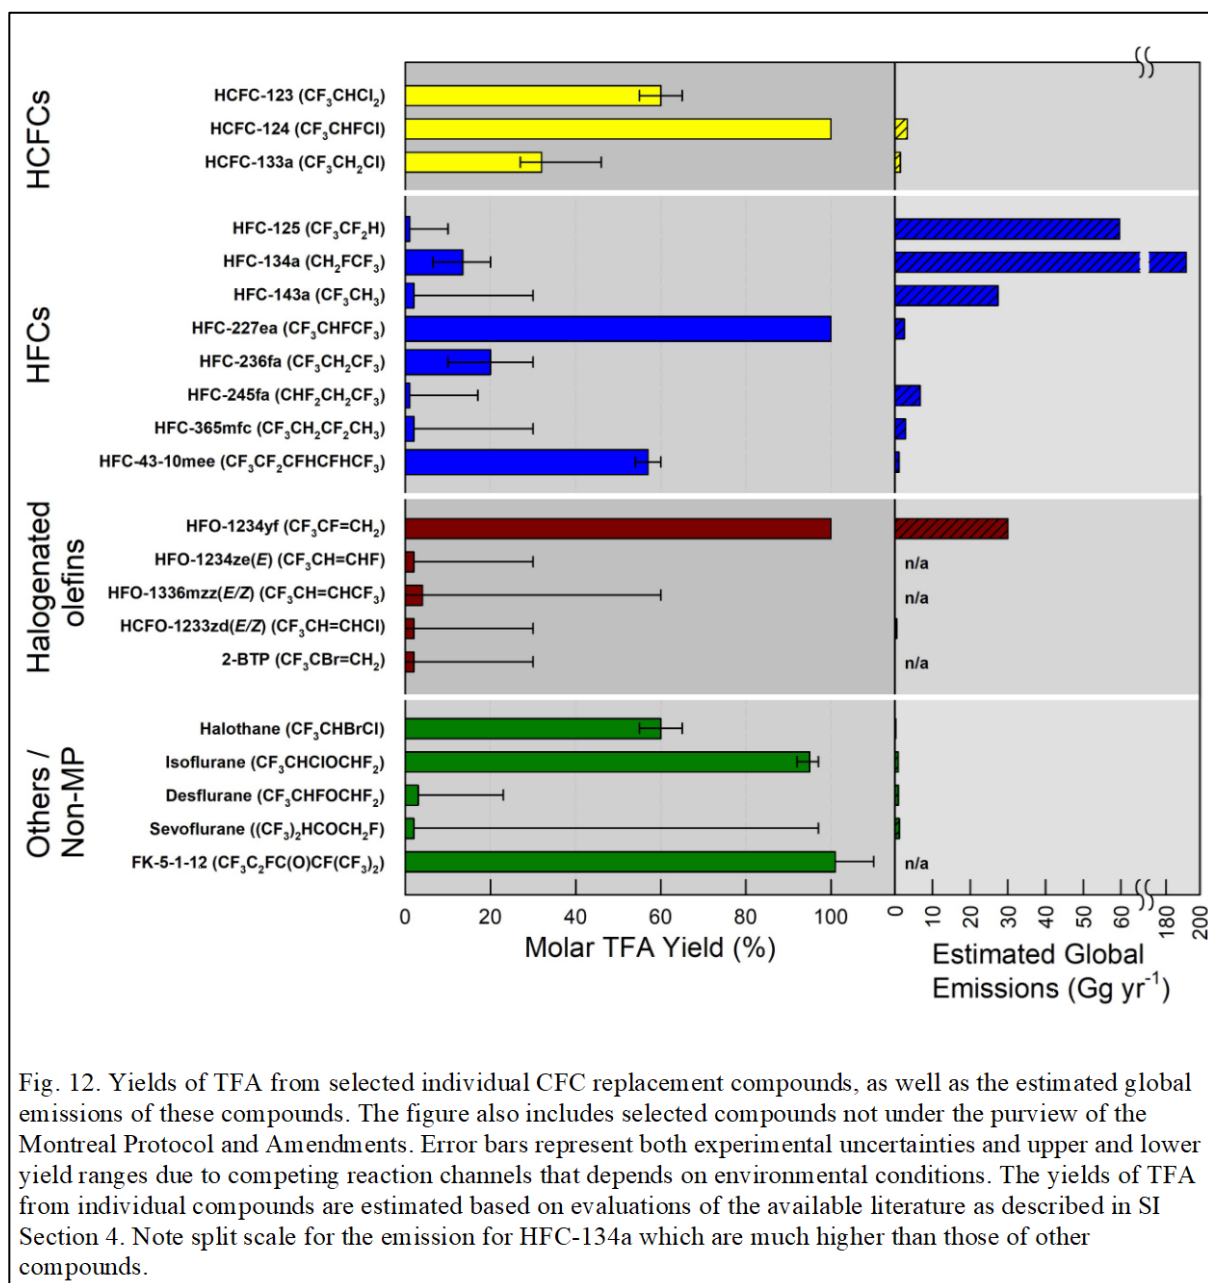 HCFCs
HCFC-123 (CF₃CHCl₂)
HCFC-124 (CF₃CHFCl)
HCFC-133a (CF₃CH₂Cl)
HFCs
HFC-125 (CF₃CF₂H)
HFC-134a (CH₂FCF₃)
HFC-143a (CF₃CH₃)
HFC-227ea (CF₃CHFCF₃)
HFC-236fa (CF₃CH₂CF₃)
HFC-245fa (CHF₂CH₂CF₃)
HFC-365mfc (CF₃CH₂CF₂CH₃)
HFC-43-10mee (CF₃CF₂CFHCFHCF₃)
Halogenated
olefins
HFO-1234yf (CF₃CF=CH₂)
HFO-1234ze(E) (CF₃CH=CHF)
n/a
HFO-1336mzz(E/Z) (CF₃CH=CHCF₃)
n/a
HCFO-1233zd(E/Z) (CF₃CH=CHCl)
2-BTP (CF₃CBr=CH₂)
n/a
Others /
Non-MP
Halothane (CF₃CHBrCl)
Isoflurane (CF₃CHClOCHF₂)
Desflurane (CF₃CHFOCHF₂)
Sevoflurane ((CF₃)₂HCOCH₂F)
FK-5-1-12 (CF₃C₂FC(O)CF(CF₃)₂)
n/a
0 20 40 60 80 100
Molar TFA Yield (%)
0 10 20 30 40 50 60 180 200
Estimated Global
Emissions (Gg yr⁻¹)
Fig. 12. Yields of TFA from selected individual CFC replacement compounds, as well as the estimated global
emissions of these compounds. The figure also includes selected compounds not under the purview of the
Montreal Protocol and Amendments. Error bars represent both experimental uncertainties and upper and lower
yield ranges due to competing reaction channels that depends on environmental conditions. The yields of TFA
from individual compounds are estimated based on evaluations of the available literature as described in SI
Section 4. Note split scale for the emission for HFC-134a which are much higher than those of other
compounds.